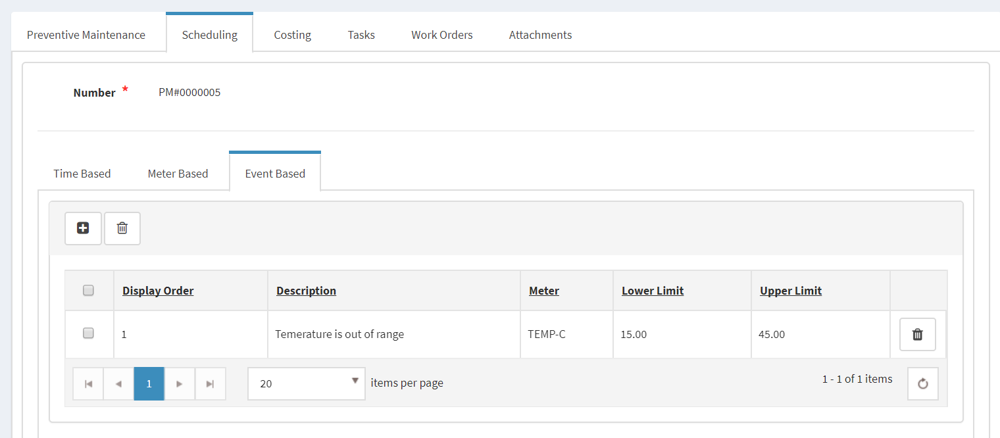 Preventive Maintenance Scheduling Costing Tasks Work Orders Attachments
Number * PM#0000005
Time Based Meter Based Event Based
Display Order Description Meter Lower Limit Upper Limit
1 Temerature is out of range TEMP-C 15.00 45.00
1 20 items per page 1 - 1 of 1 items